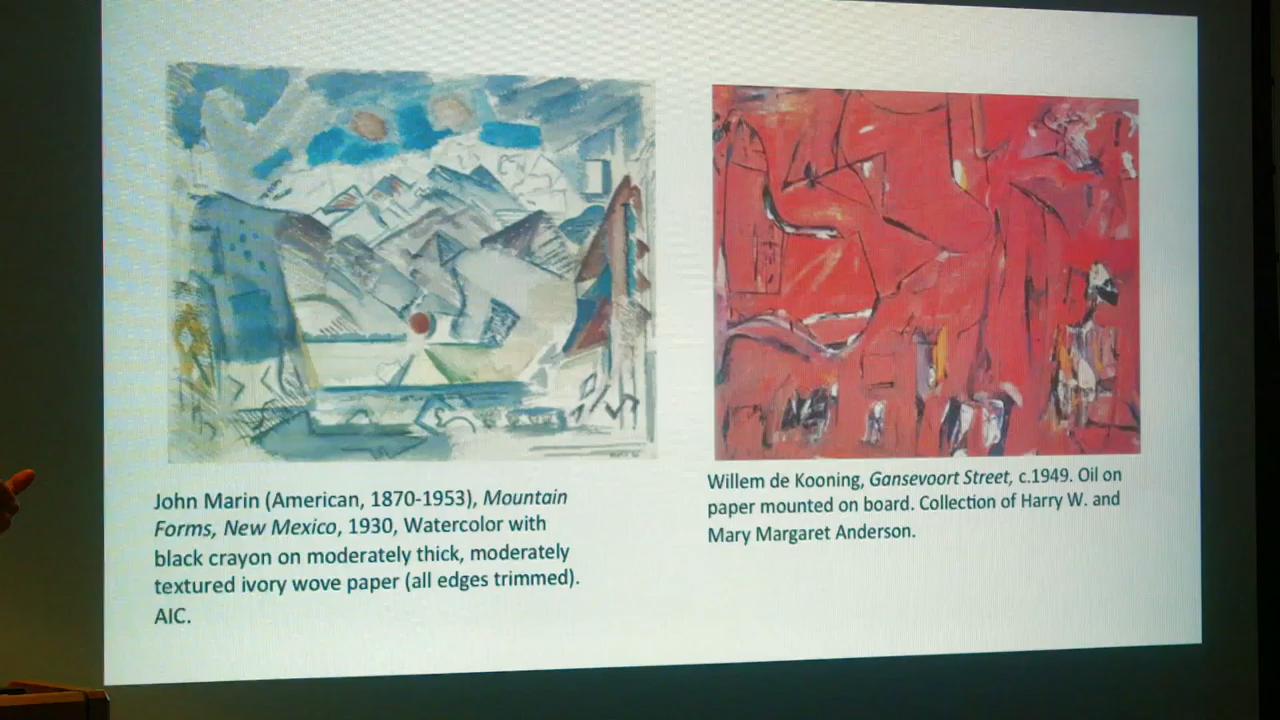 John Marin (American, 1870-1953), Mountain
Forms, New Mexico, 1930, Watercolor with
black crayon on moderately thick, moderately
textured ivory wove paper (all edges trimmed).
AIC.
Willem de Kooning, Gansevoort Street, c.1949. Oil on
paper mounted on board. Collection of Harry W. and
Mary Margaret Anderson.